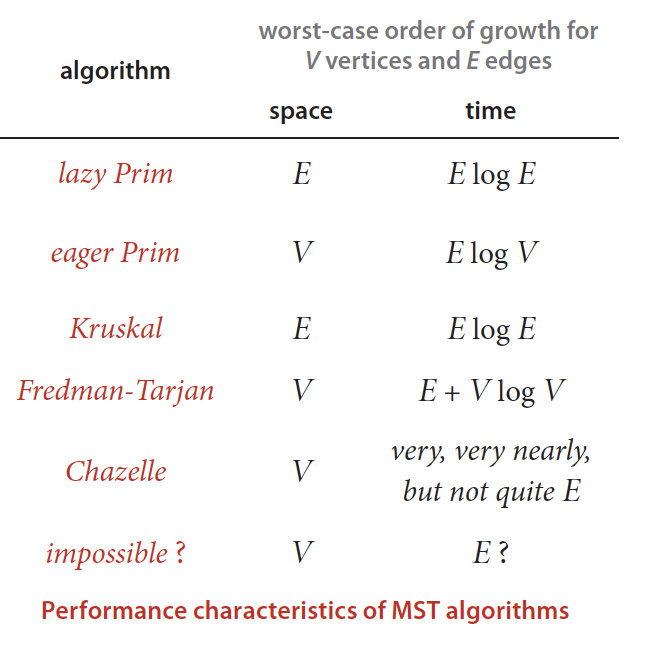 worst-case order of growth for
V vertices and E edges
algorithm
space time
lazy Prim E E log E
eager Prim V E log V
Kruskal E E log E
Fredman-Tarjan V E + V log V
Chazelle V very, very nearly,
but not quite E
impossible ? V E ?
Performance characteristics of MST algorithms